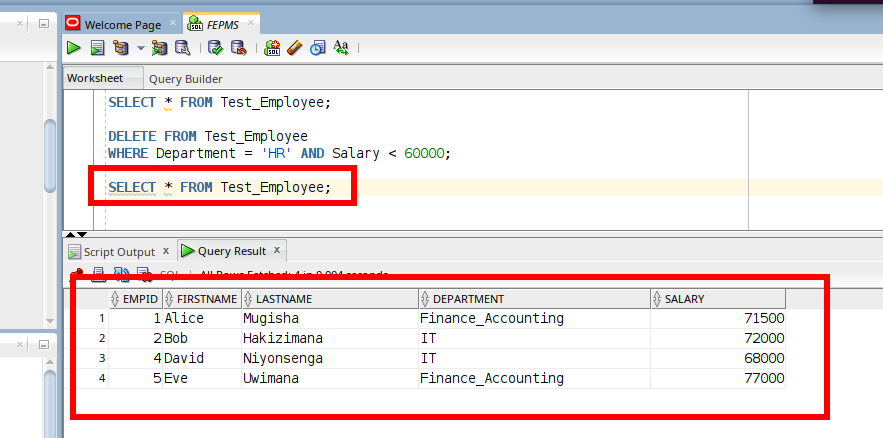 Welcome Page FEPMS
Worksheet Query Builder
SELECT * FROM Test_Employee;
DELETE FROM Test_Employee
WHERE Department = 'HR' AND Salary < 60000;
SELECT * FROM Test_Employee;
Script Output x Query Result x
SQL | All Rows Fetched: 4 in 0.004 seconds
EMPID FIRSTNAME LASTNAME DEPARTMENT SALARY
1 1 Alice Mugisha Finance_Accounting 71500
2 2 Bob Hakizimana IT 72000
3 4 David Niyonsenga IT 68000
4 5 Eve Uwimana Finance_Accounting 77000